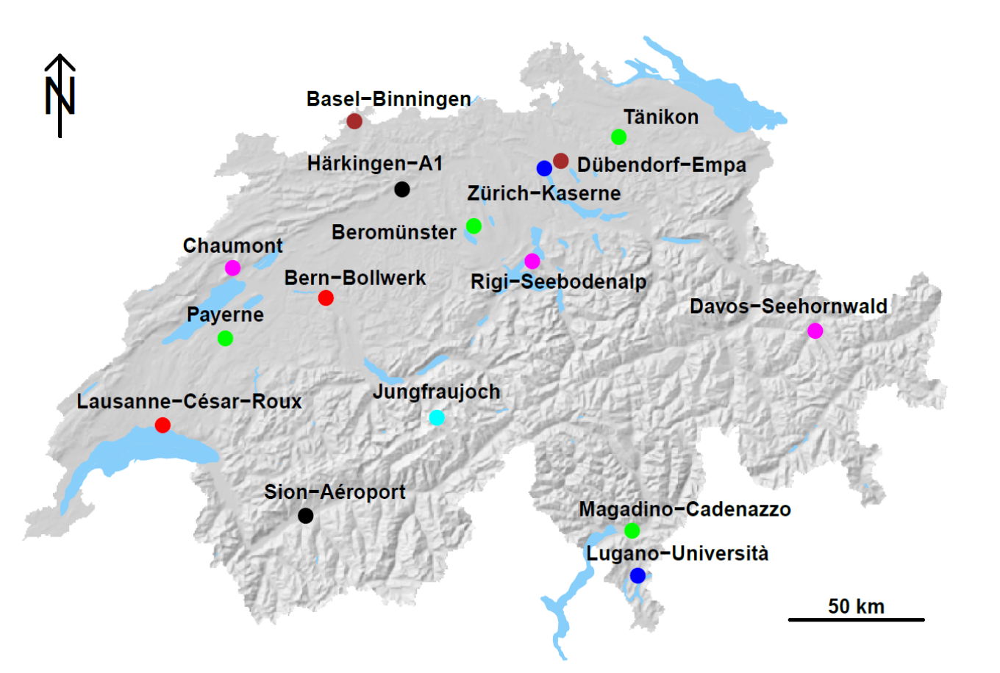 N
Basel−Binningen
Tänikon
Härkingen−A1
Dübendorf−Empa
Zürich−Kaserne
Beromünster
Chaumont
Bern−Bollwerk
Rigi−Seebodenalp
Davos−Seehornwald
Payerne
Jungfraujoch
Lausanne−César−Roux
Sion−Aéroport
Magadino−Cadenazzo
Lugano−Università
50 km